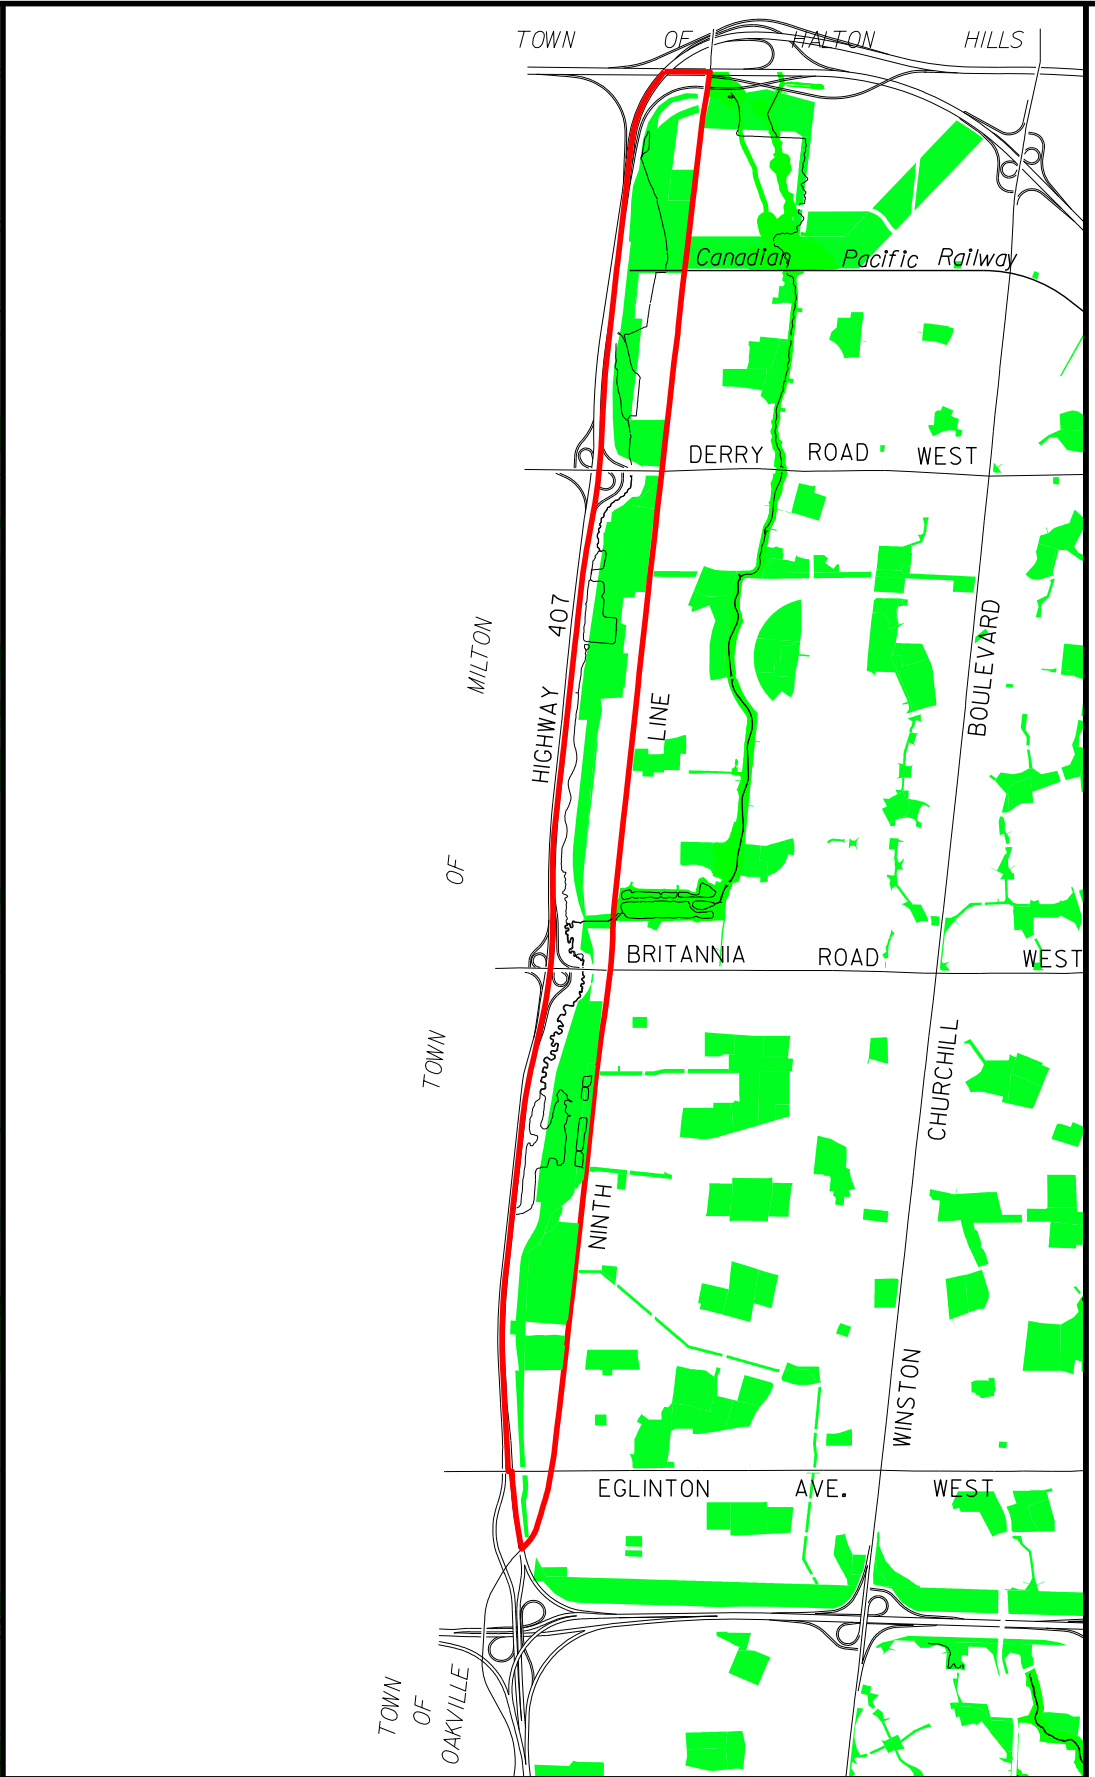 TOWN OF HALTON HILLS
Canadian Pacific Railway
DERRY ROAD WEST
HIGHWAY 407
TOWN OF MILTON
NINTH LINE
WINSTON CHURCHILL BOULEVARD
BRITANNIA ROAD WEST
EGLINTON AVE. WEST
TOWN
OF
OAKVILLE